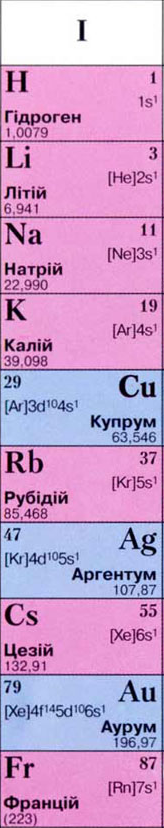 I
H 1
1s¹
Гідроген
1,0079
Li 3
[He]2s¹
Літій
6,941
Na 11
[Ne]3s¹
Натрій
22,990
K 19
[Ar]4s¹
Калій
39,098
29 Cu
[Ar]3d¹⁰4s¹
Купрум
63,546
Rb 37
[Kr]5s¹
Рубідій
85,468
47 Ag
[Kr]4d¹⁰5s¹
Аргентум
107,87
Cs 55
[Xe]6s¹
Цезій
132,91
79 Au
[Xe]4f¹⁴5d¹⁰6s¹
Аурум
196,97
Fr 87
[Rn]7s¹
Францій
(223)